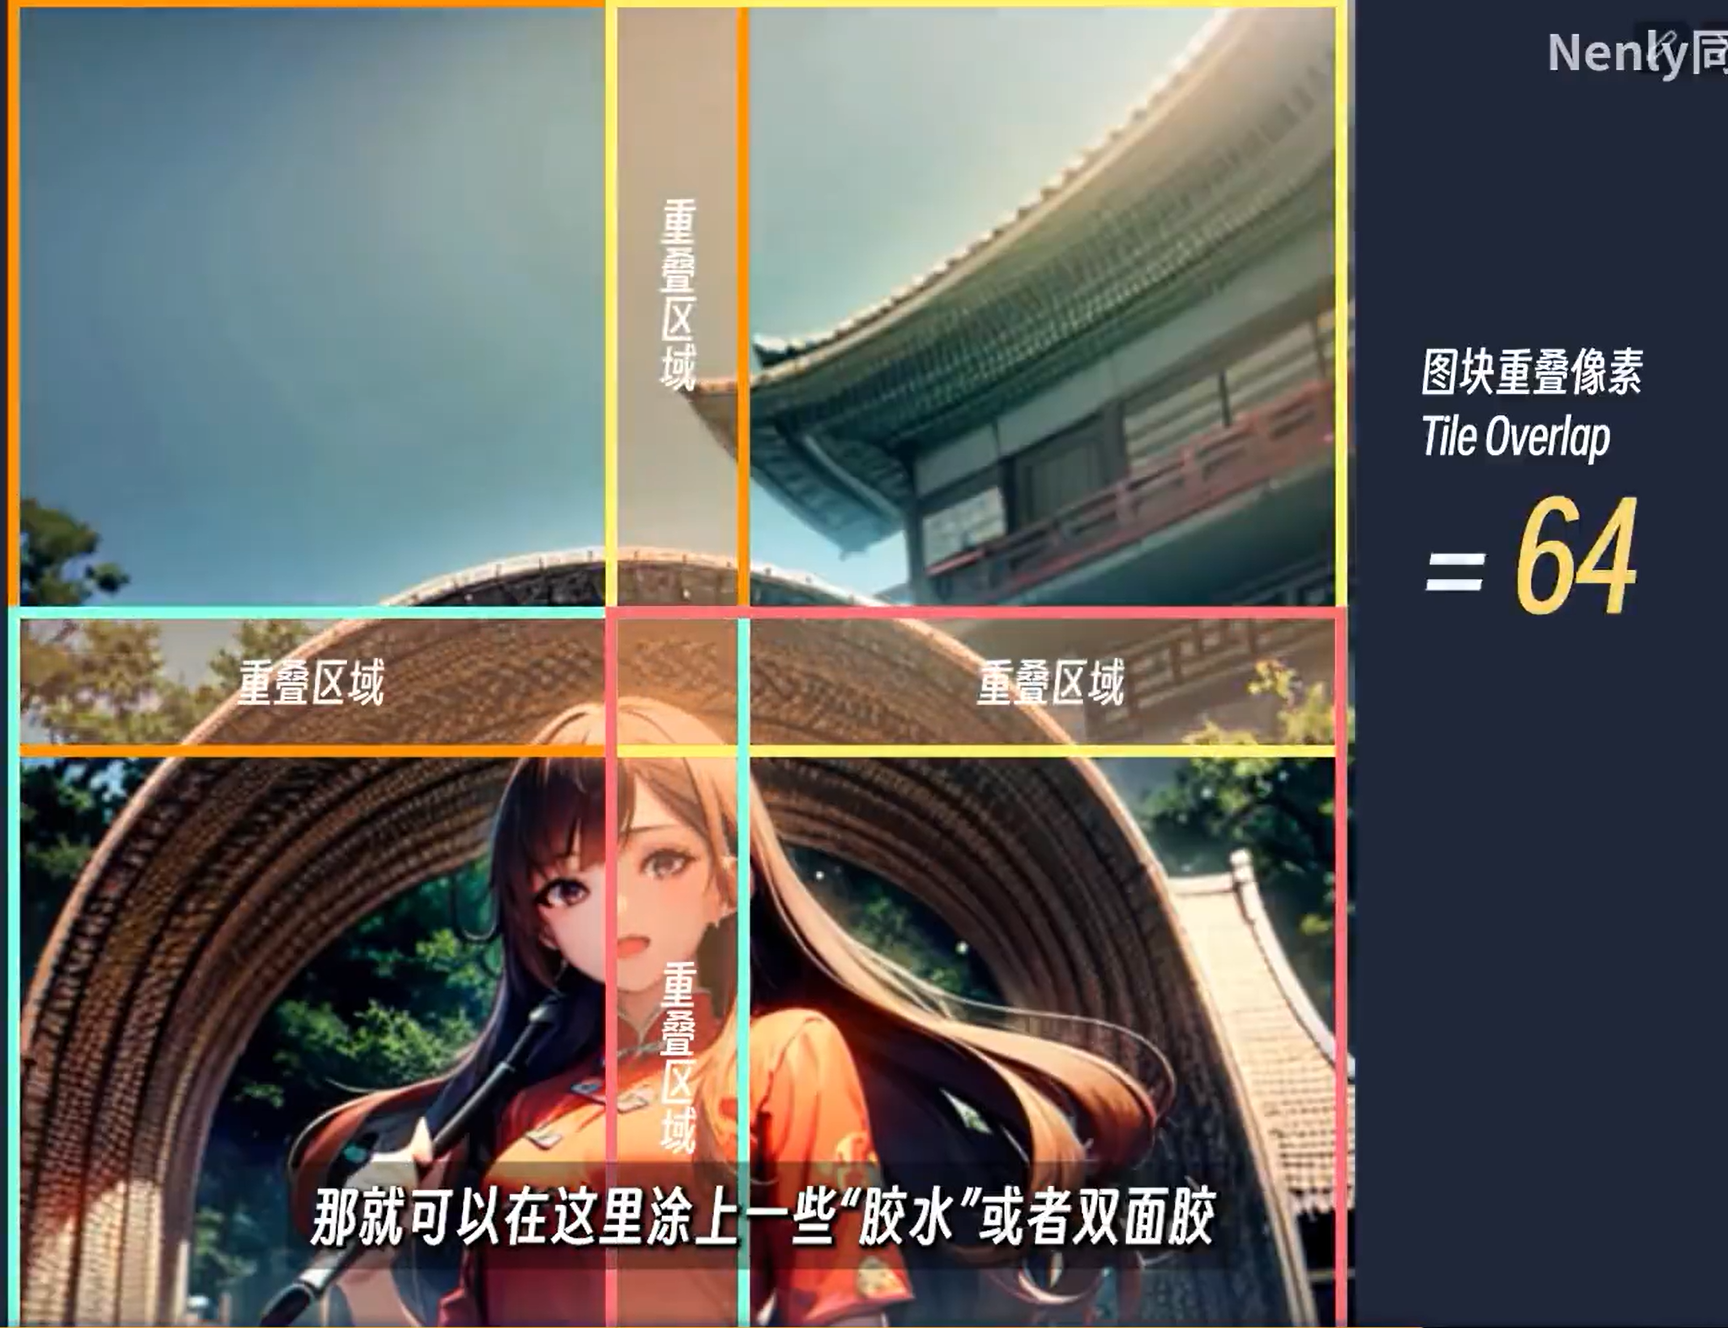 Nenly同
重叠区域
图块重叠像素
Tile Overlap
= 64
重叠区域
重叠区域
重叠区域
那就可以在这里涂上一些“胶水”或者双面胶